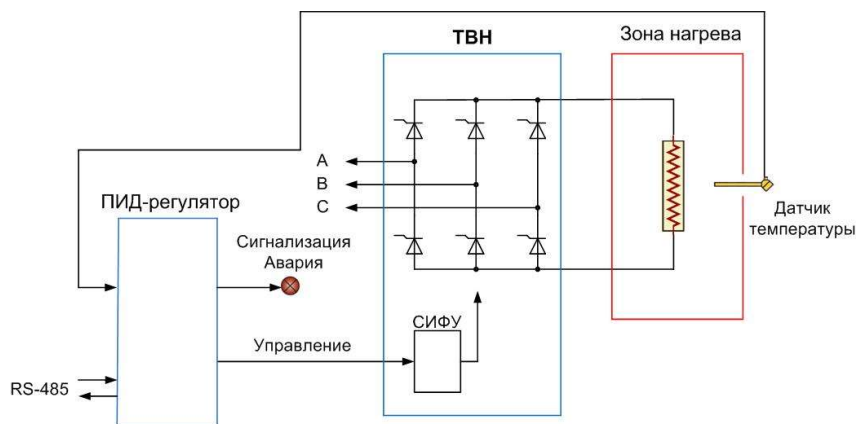 ТВН
Зона нагрева
A
B
C
ПИД-регулятор
Датчик
температуры
Сигнализация
Авария
СИФУ
Управление
RS-485